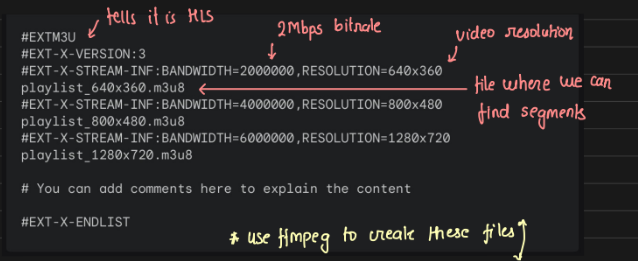 tells it is HLS
2Mbps bitrate
video resolution
#EXTM3U
#EXT-X-VERSION:3
#EXT-X-STREAM-INF:BANDWIDTH=2000000,RESOLUTION=640x360
playlist_640x360.m3u8
file where we can
find segments
#EXT-X-STREAM-INF:BANDWIDTH=4000000,RESOLUTION=800x480
playlist_800x480.m3u8
#EXT-X-STREAM-INF:BANDWIDTH=6000000,RESOLUTION=1280x720
playlist_1280x720.m3u8
# You can add comments here to explain the content
#EXT-X-ENDLIST
* use ffmpeg to create these files